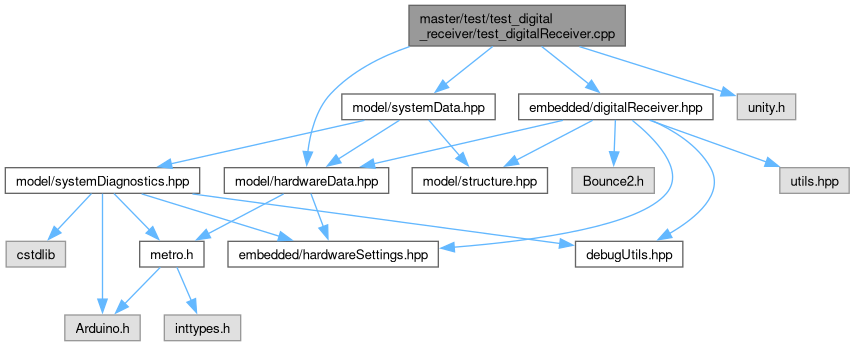 master/test/test_digital
_receiver/test_digitalReceiver.cpp
model/systemData.hpp
embedded/digitalReceiver.hpp
unity.h
model/systemDiagnostics.hpp
model/hardwareData.hpp
model/structure.hpp
Bounce2.h
utils.hpp
cstdlib
metro.h
embedded/hardwareSettings.hpp
debugUtils.hpp
Arduino.h
inttypes.h